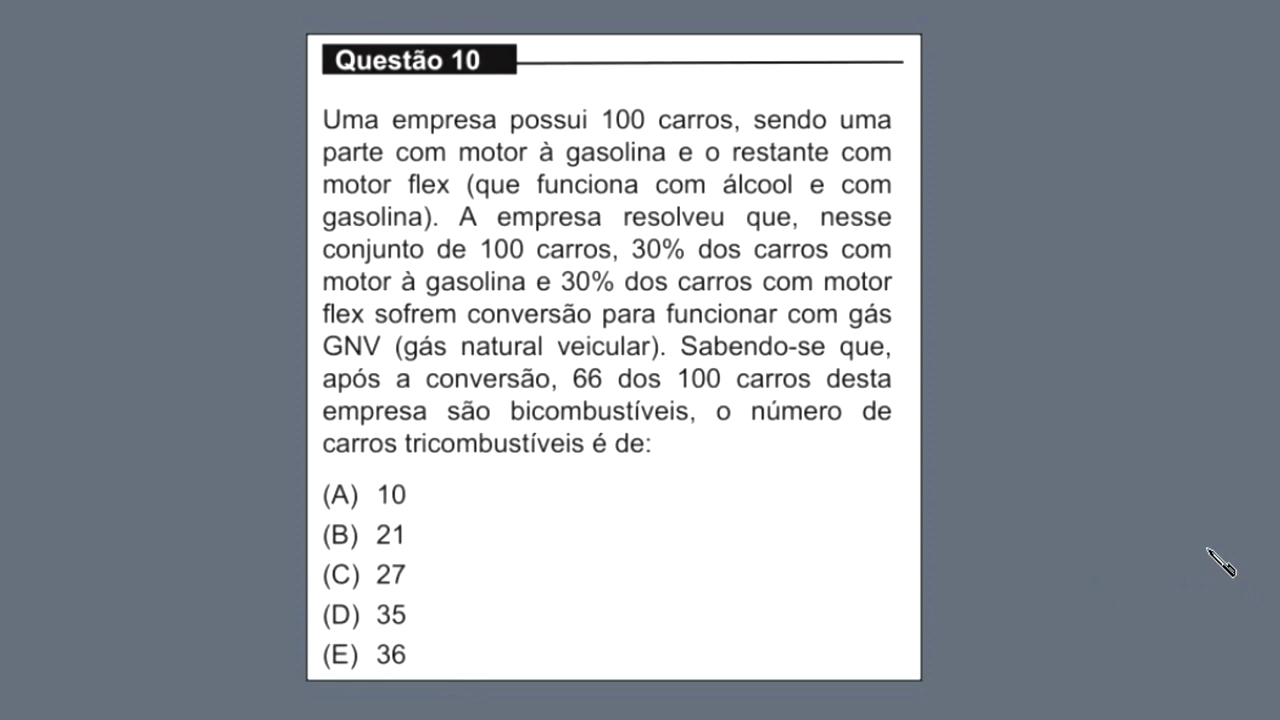 Questão 10
Uma empresa possui 100 carros, sendo uma
parte com motor à gasolina e o restante com
motor flex (que funciona com álcool e com
gasolina). A empresa resolveu que, nesse
conjunto de 100 carros, 30% dos carros com
motor à gasolina e 30% dos carros com motor
flex sofrem conversão para funcionar com gás
GNV (gás natural veicular). Sabendo-se que,
após a conversão, 66 dos 100 carros desta
empresa são bicombustíveis, o número de
carros tricombustíveis é de:
(A) 10
(B) 21
(C) 27
(D) 35
(E) 36